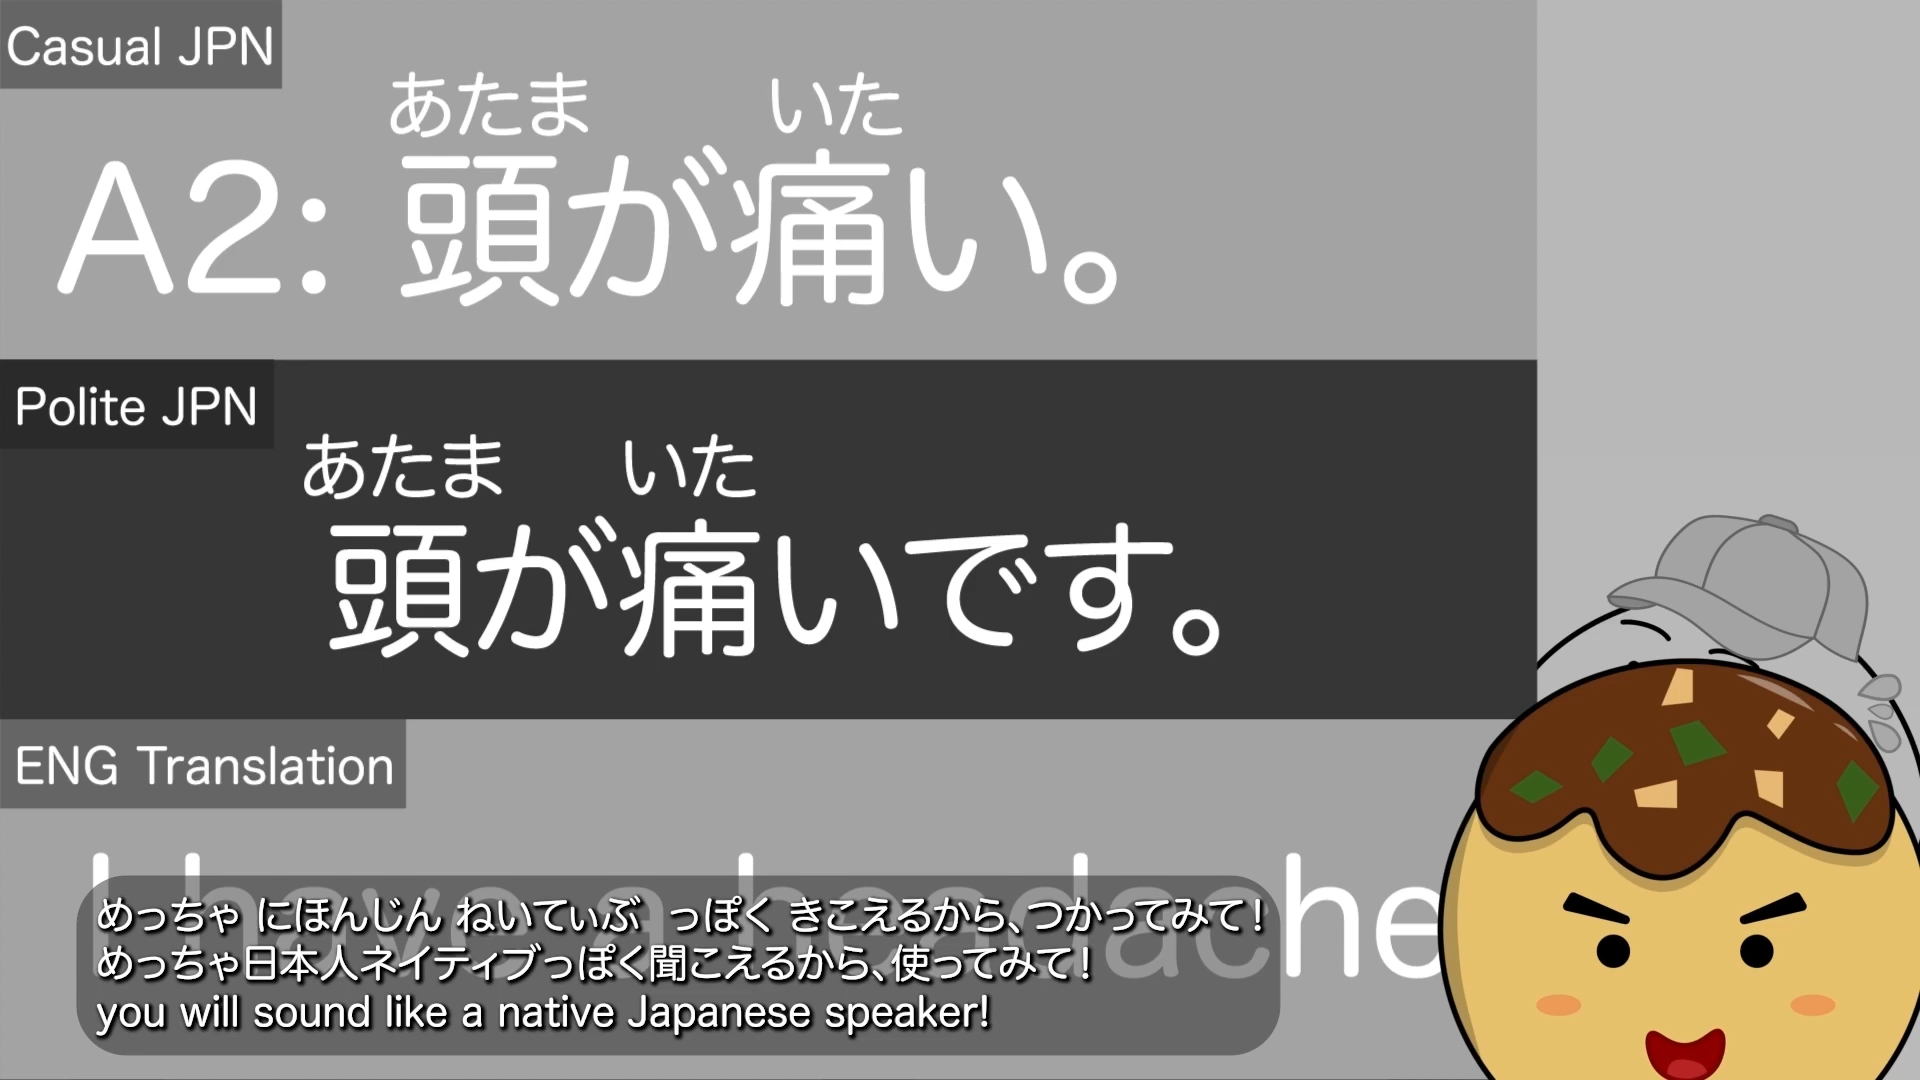 Casual JPN
あたま いた
A2: 頭が痛い。
Polite JPN
あたま いた
頭が痛いです。
ENG Translation
I have a headache
めっちゃ にほんじん ねいてぃぶ っぽく きこえるから、つかってみて!
めっちゃ日本人ネイティブっぽく聞こえるから、使ってみて!
you will sound like a native Japanese speaker!